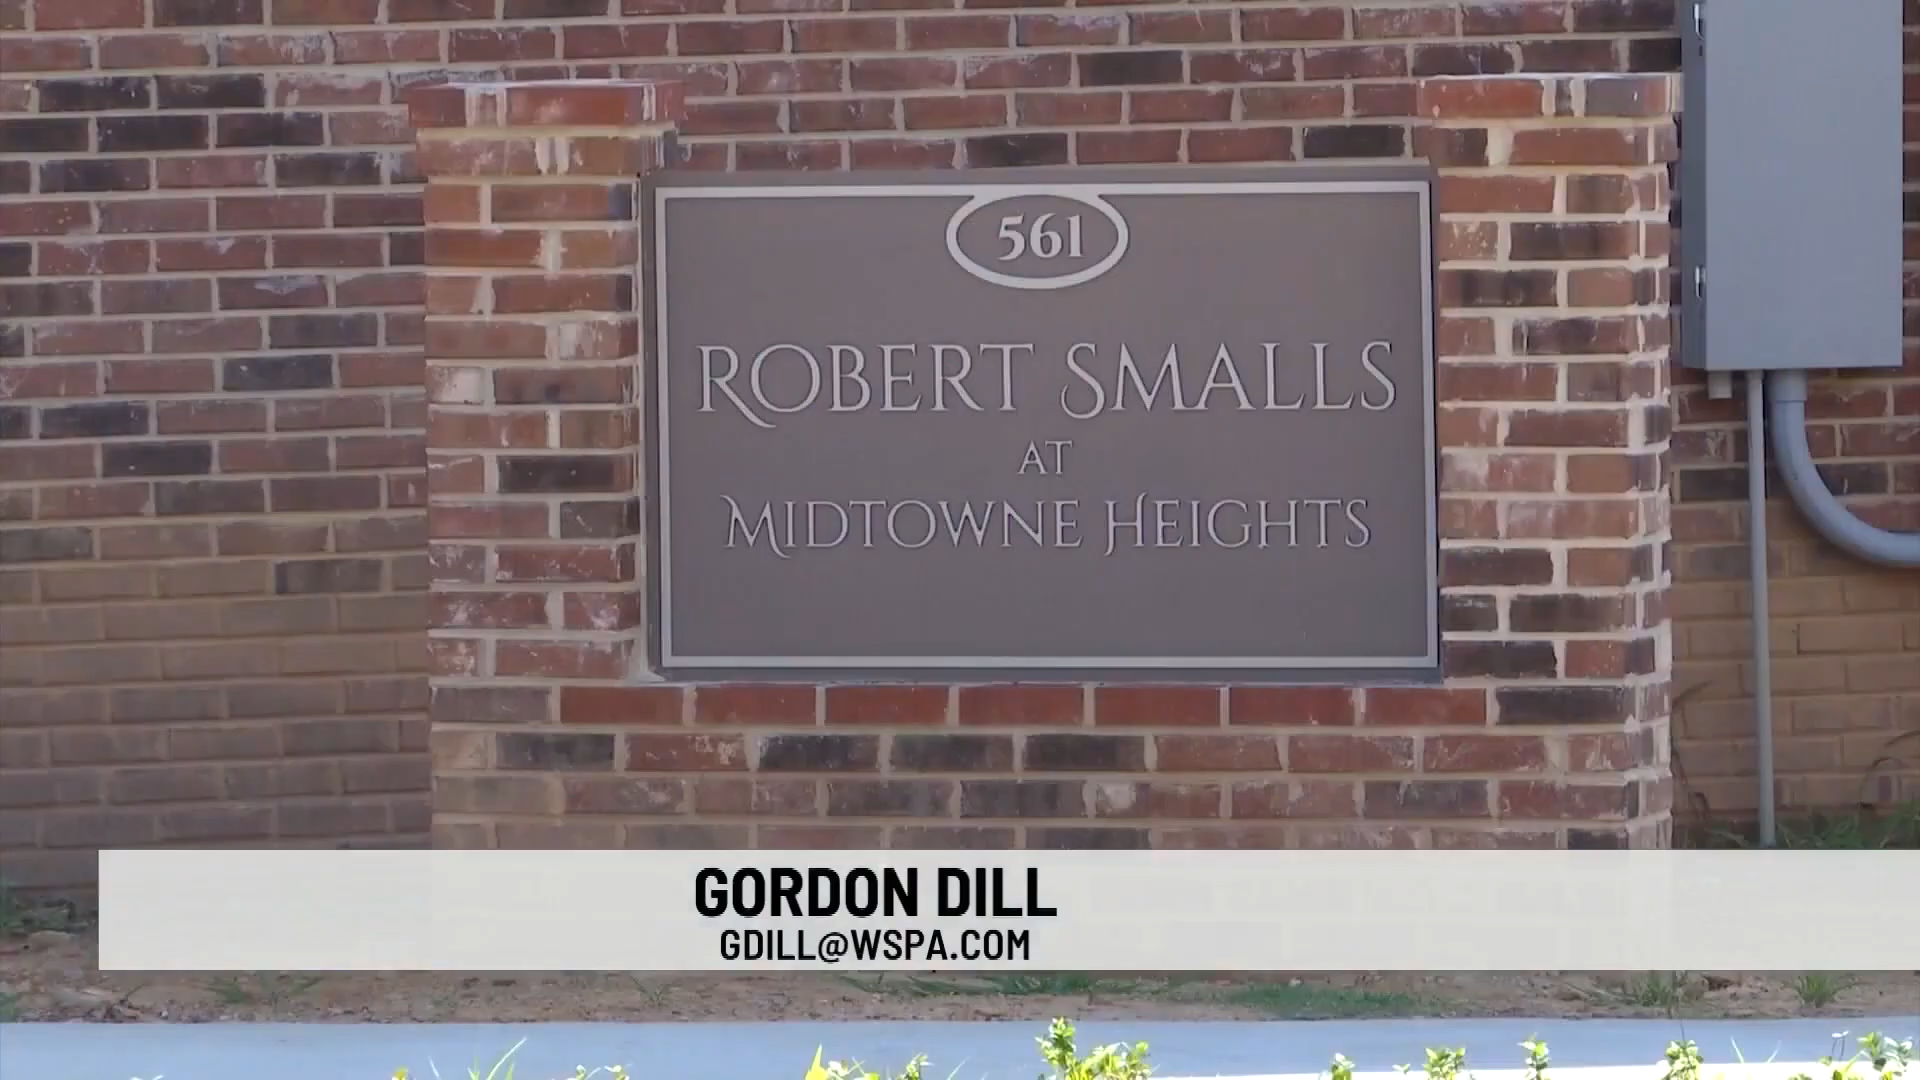 561
ROBERT SMALLS
AT
MIDTOWNE HEIGHTS
GORDON DILL
GDILL@WSPA.COM